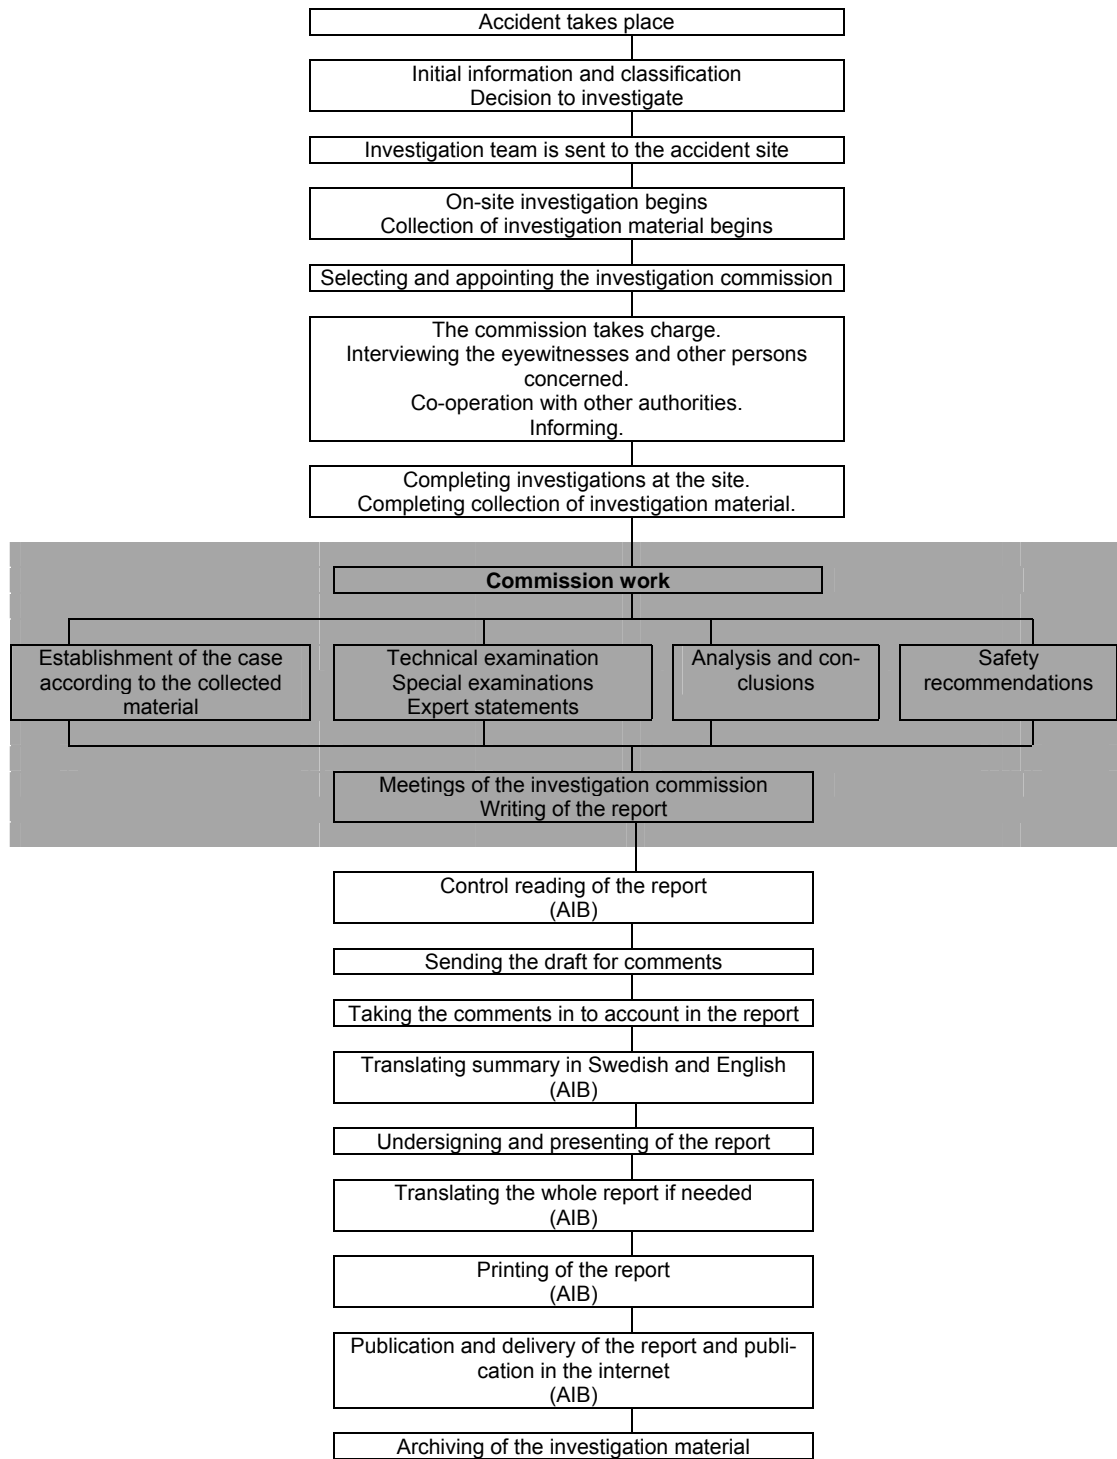 Accident takes place
Initial information and classification
Decision to investigate
Investigation team is sent to the accident site
On-site investigation begins
Collection of investigation material begins
Selecting and appointing the investigation commission
The commission takes charge.
Interviewing the eyewitnesses and other persons
concerned.
Co-operation with other authorities.
Informing.
Completing investigations at the site.
Completing collection of investigation material.
Commission work
Establishment of the case
according to the collected
material
Technical examination
Special examinations
Expert statements
Analysis and con-
clusions
Safety
recommendations
Meetings of the investigation commission
Writing of the report
Control reading of the report
(AIB)
Sending the draft for comments
Taking the comments in to account in the report
Translating summary in Swedish and English
(AIB)
Undersigning and presenting of the report
Translating the whole report if needed
(AIB)
Printing of the report
(AIB)
Publication and delivery of the report and publi-
cation in the internet
(AIB)
Archiving of the investigation material